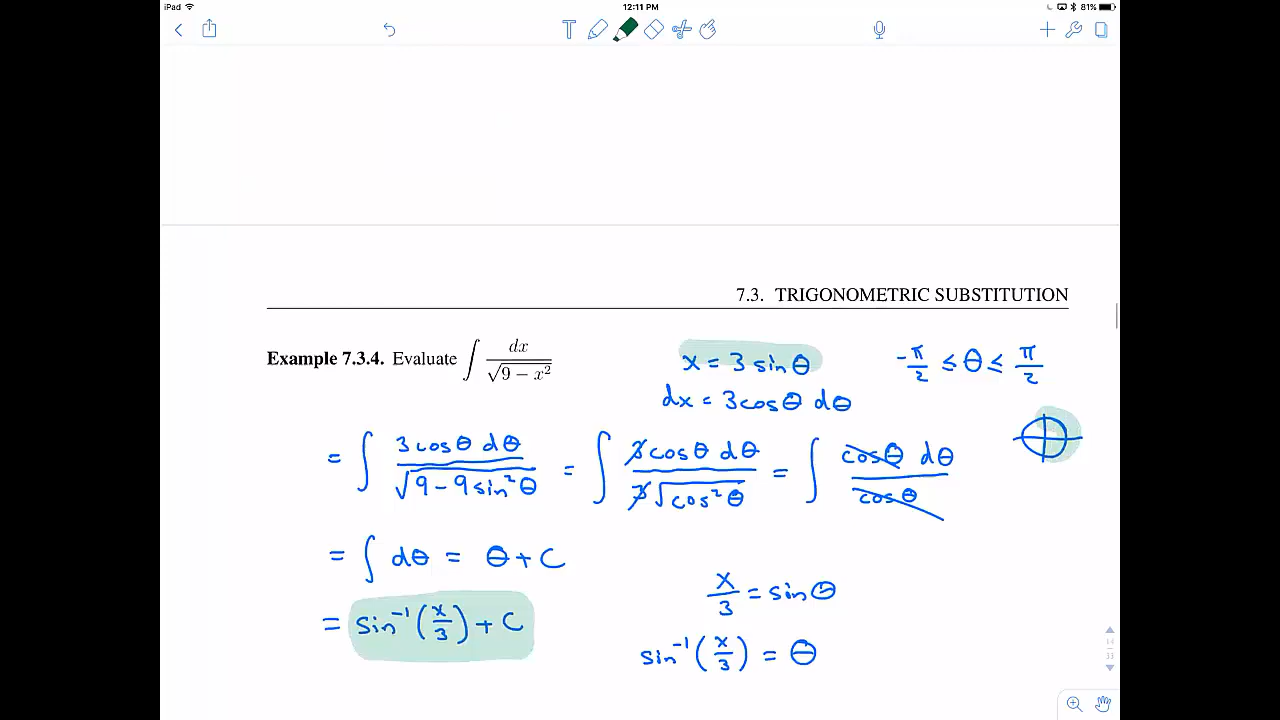 iPad 12:11 PM 81%
T
7.3. TRIGONOMETRIC SUBSTITUTION
Example 7.3.4. Evaluate ∫ dx / √(9 − x²)
x = 3 sin θ
-π/2 ≤ θ ≤ π/2
dx = 3cos θ dθ
= ∫ 3cos θ dθ / √(9 - 9sin²θ) = ∫ 3cos θ dθ / 3√(cos²θ) = ∫ cos θ dθ / cos θ
= ∫ dθ = θ + C
x/3 = sin θ
= sin⁻¹(x/3) + C
sin⁻¹(x/3) = θ
14
33